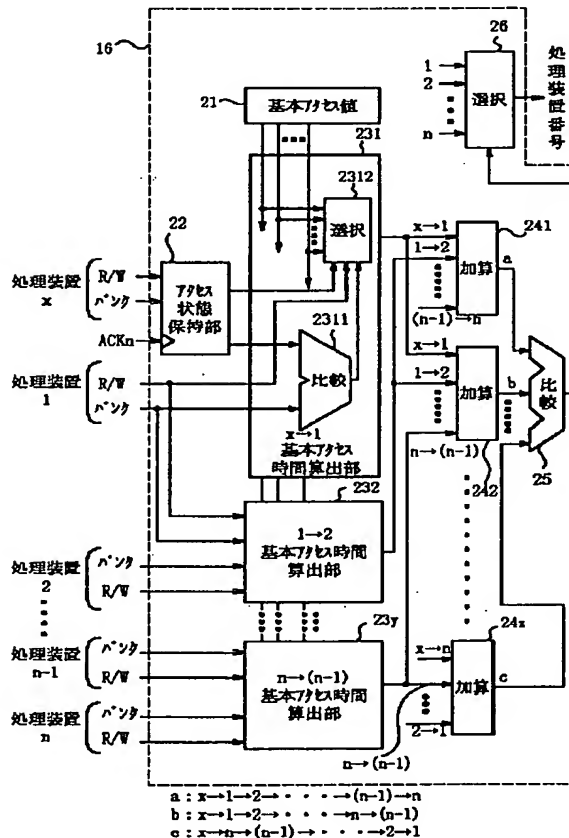 16
26
1
2
n
選択
処理装置番号
21
基本アクセス値
231
2312
選択
22
処理装置
x
R/W
バンク
ACKn
アクセス
状態
保持部
2311
比較
処理装置
1
R/W
バンク
x→1
基本アクセス
時間算出部
241
x→1
1→2
(n-1)→n
加算
a
x→1
1→2
n→(n-1)
加算
b
242
比較
25
232
1→2
基本アクセス時間
算出部
処理装置
2
バンク
R/W
23y
処理装置
n-1
バンク
R/W
n→(n-1)
基本アクセス時間
算出部
処理装置
n
バンク
R/W
24z
x→n
n→(n-1)
2→1
加算
c
a : x→1→2→・・・・→(n-1)→n
b : x→1→2→・・・・→n→(n-1)
c : x→n→(n-1)→・・・・→2→1